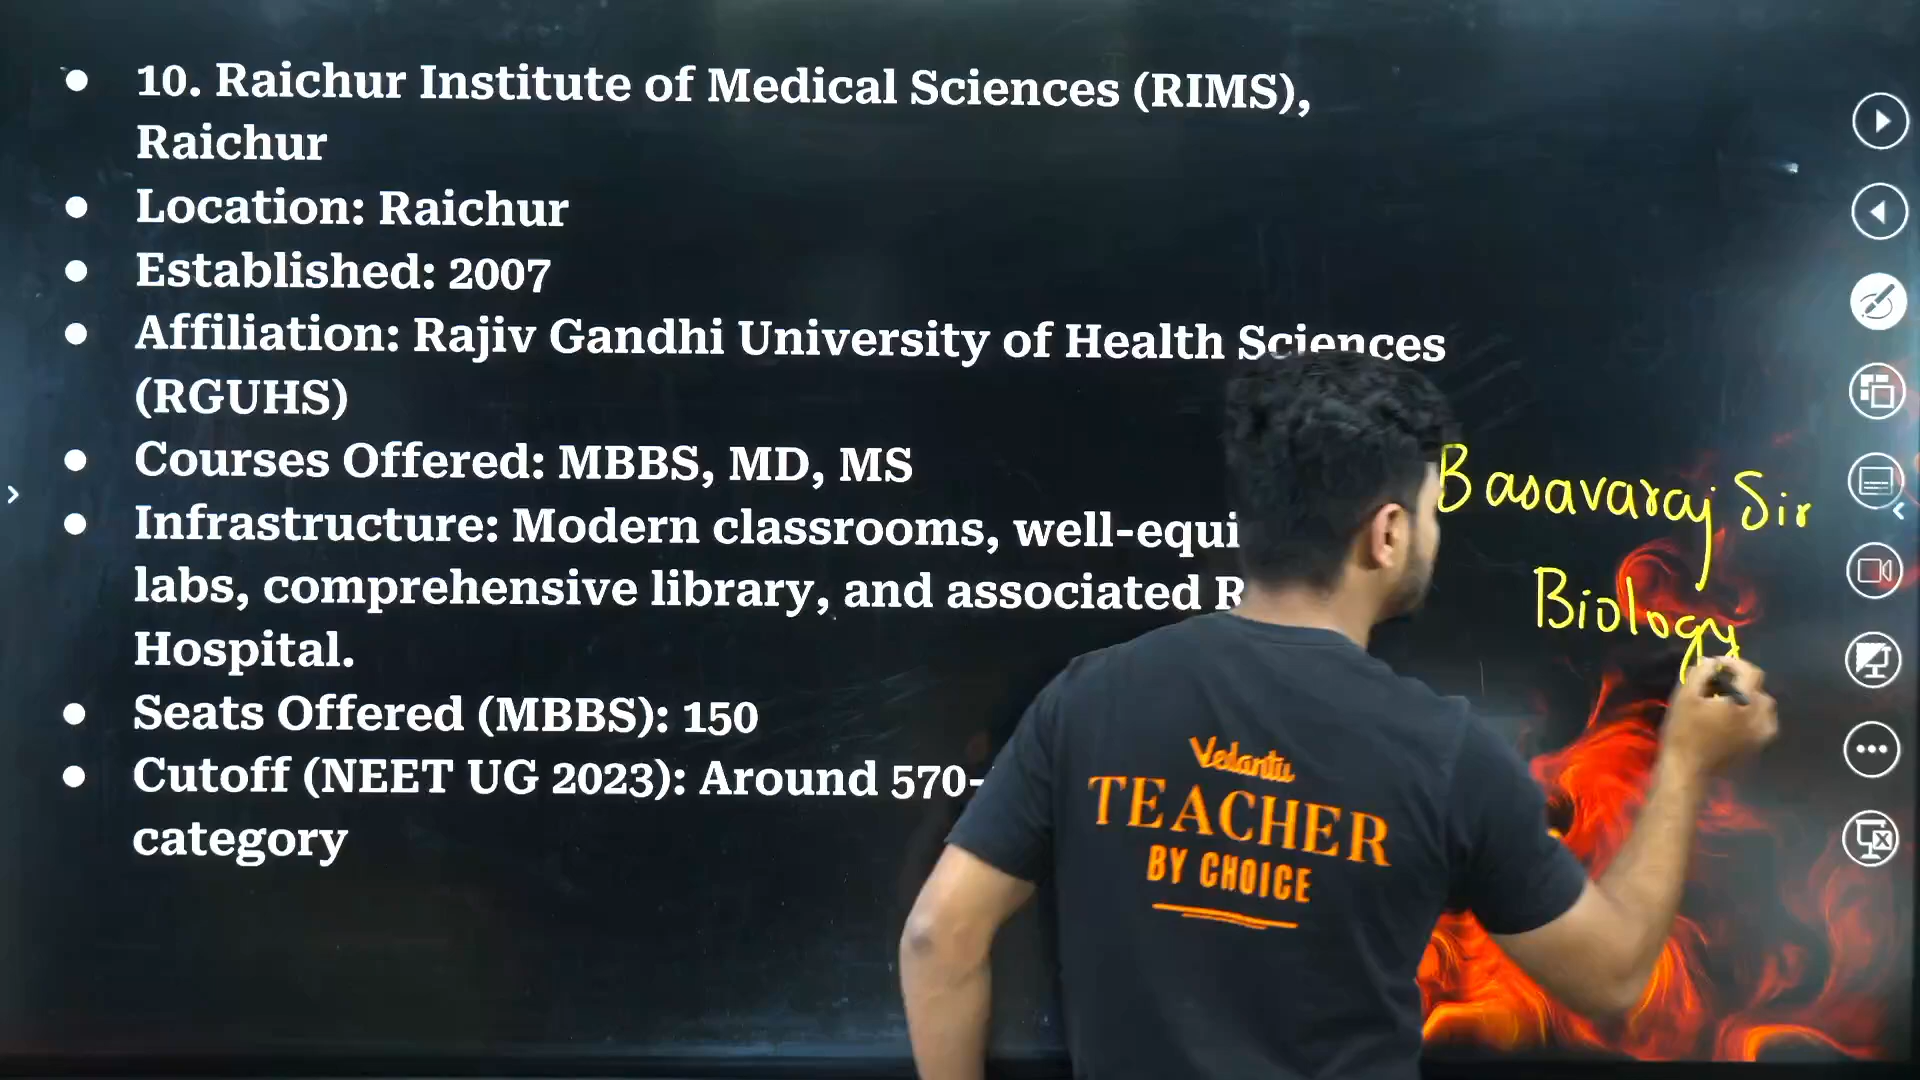 ● 10. Raichur Institute of Medical Sciences (RIMS),
Raichur
● Location: Raichur
● Established: 2007
● Affiliation: Rajiv Gandhi University of Health Sciences
(RGUHS)
● Courses Offered: MBBS, MD, MS
● Infrastructure: Modern classrooms, well-equi
labs, comprehensive library, and associated R
Hospital.
● Seats Offered (MBBS): 150
● Cutoff (NEET UG 2023): Around 570-
category
Basavaraj Sir
Biology
Vedantu
TEACHER
BY CHOICE